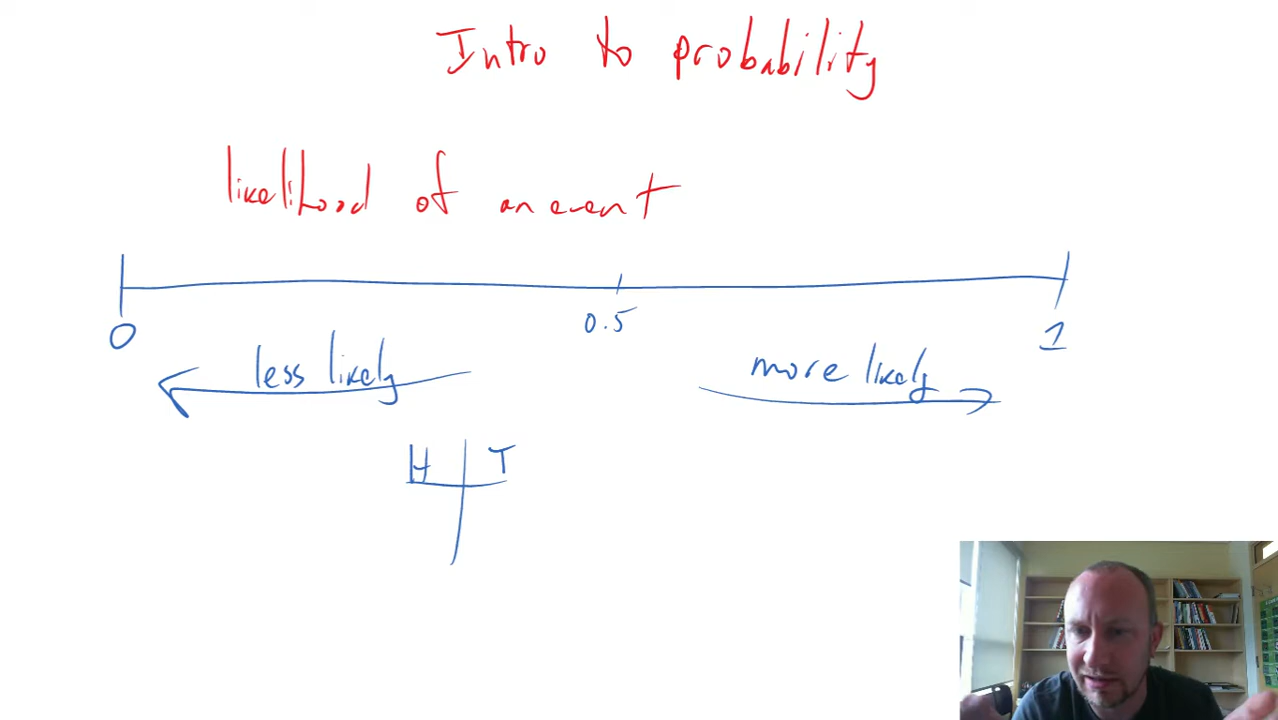 Intro to probability
likelihood of an event
0 0.5 1
less likely more likely
H T